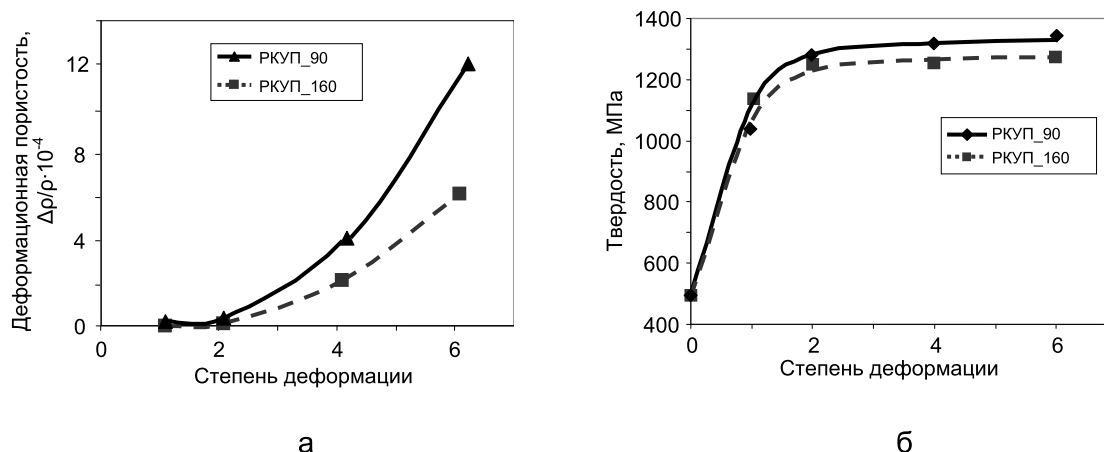 Деформационная пористость,
Δρ/ρ·10⁻⁴
12
8
4
0
РКУП_90
РКУП_160
0 2 4 6
Степень деформации
а
Твердость, МПа
1400
1200
1000
800
600
400
РКУП_90
РКУП_160
0 2 4 6
Степень деформации
б